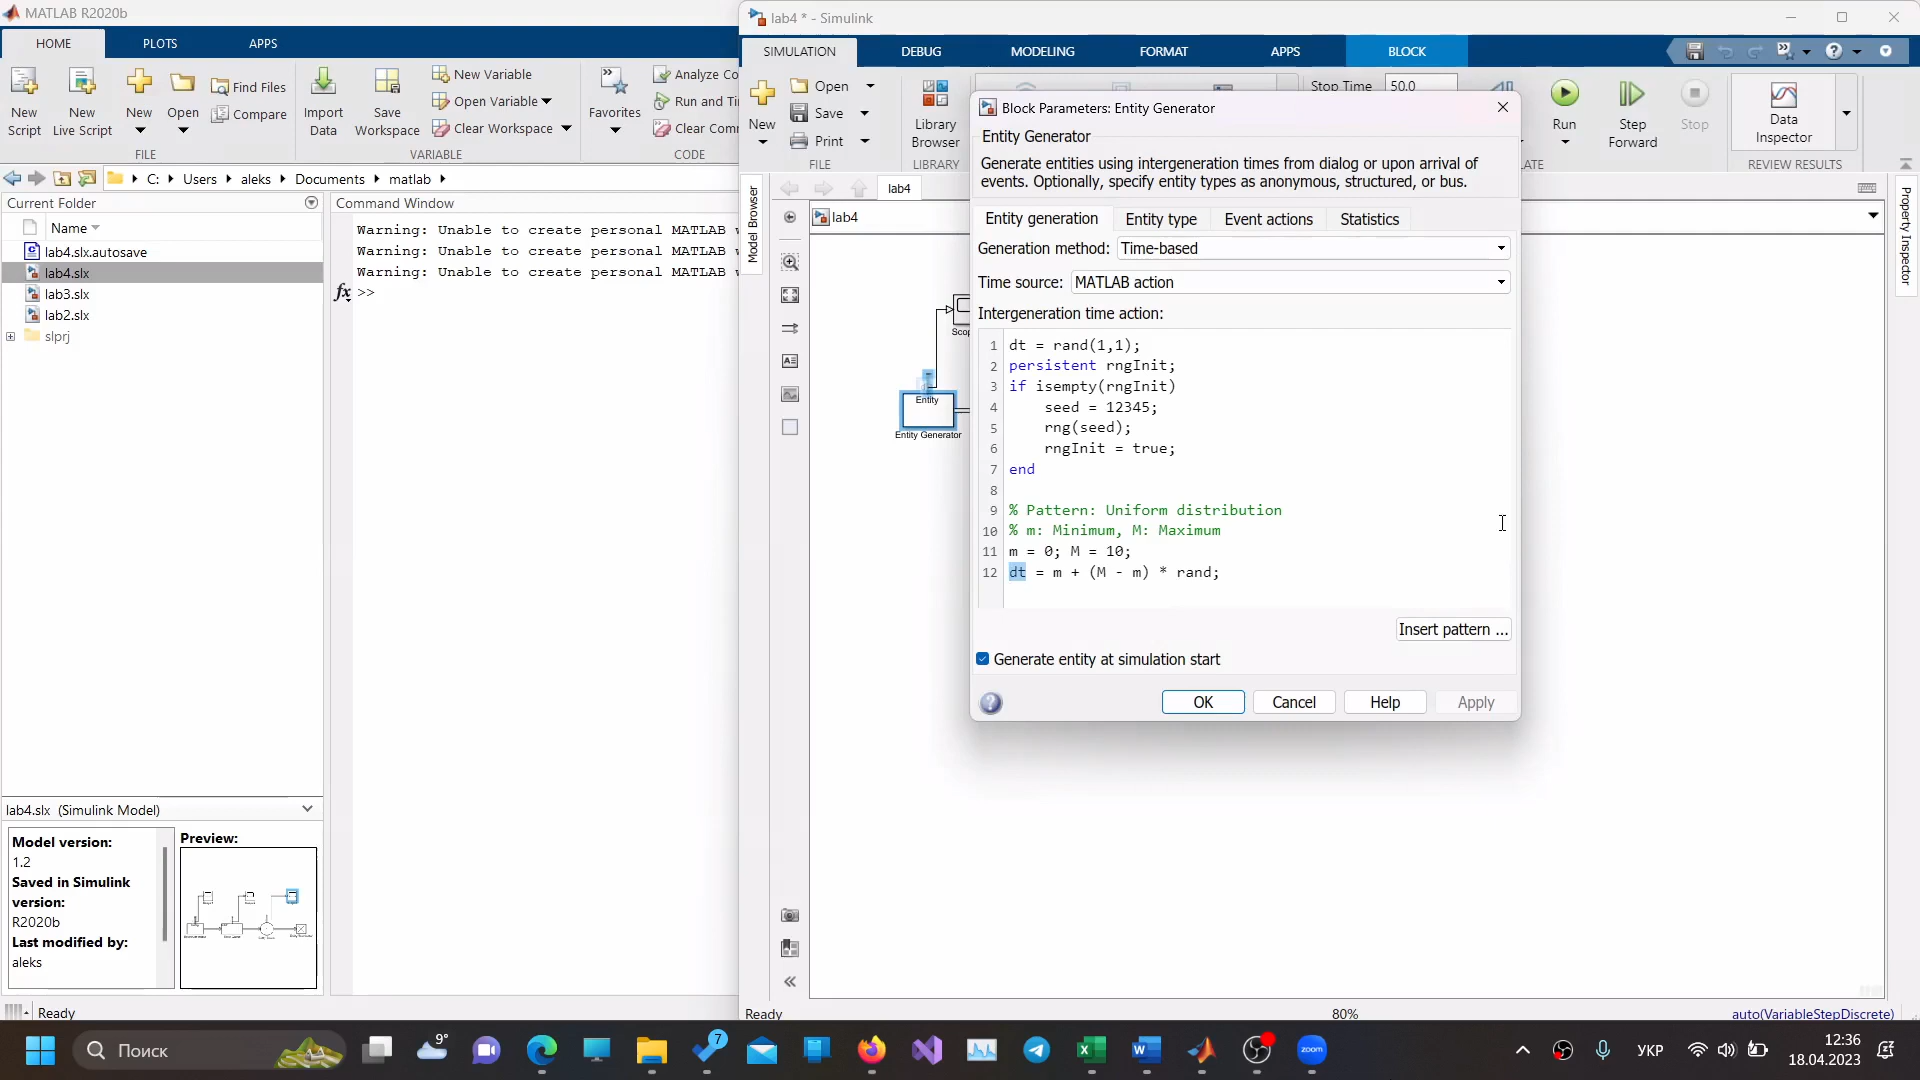 MATLAB R2020b
HOME
PLOTS
APPS
New
Script
New
Live Script
New
Open
Find Files
Compare
Import
Data
Save
Workspace
New Variable
Open Variable
Clear Workspace
Favorites
Analyze Co
Run and Ti
Clear Com
FILE
VARIABLE
CODE
C: Users aleks Documents matlab
Current Folder
Name
lab4.slx.autosave
lab4.slx
lab3.slx
lab2.slx
slprj
Command Window
Warning: Unable to create personal MATLAB w
Warning: Unable to create personal MATLAB w
Warning: Unable to create personal MATLAB w
fx >>
lab4.slx (Simulink Model)
Model version:
1.2
Saved in Simulink
version:
R2020b
Last modified by:
aleks
Preview:
Ready
lab4 * - Simulink
SIMULATION
DEBUG
MODELING
FORMAT
APPS
BLOCK
New
Open
Save
Print
FILE
Library
Browser
LIBRARY
Stop Time 50.0
Run
Step
Forward
Stop
LATE
Data
Inspector
REVIEW RESULTS
Model Browser
lab4
lab4
Property Inspector
Scop
Entity
Entity Generator
Block Parameters: Entity Generator
Entity Generator
Generate entities using intergeneration times from dialog or upon arrival of
events. Optionally, specify entity types as anonymous, structured, or bus.
Entity generation
Entity type
Event actions
Statistics
Generation method: Time-based
Time source: MATLAB action
Intergeneration time action:
1 dt = rand(1,1);
2 persistent rngInit;
3 if isempty(rngInit)
4 seed = 12345;
5 rng(seed);
6 rngInit = true;
7 end
8
9 % Pattern: Uniform distribution
10 % m: Minimum, M: Maximum
11 m = 0; M = 10;
12 dt = m + (M - m) * rand;
Insert pattern ...
Generate entity at simulation start
OK
Cancel
Help
Apply
Ready
80%
auto(VariableStepDiscrete)
Поиск
9°
7
zoom
УКР
12:36
18.04.2023